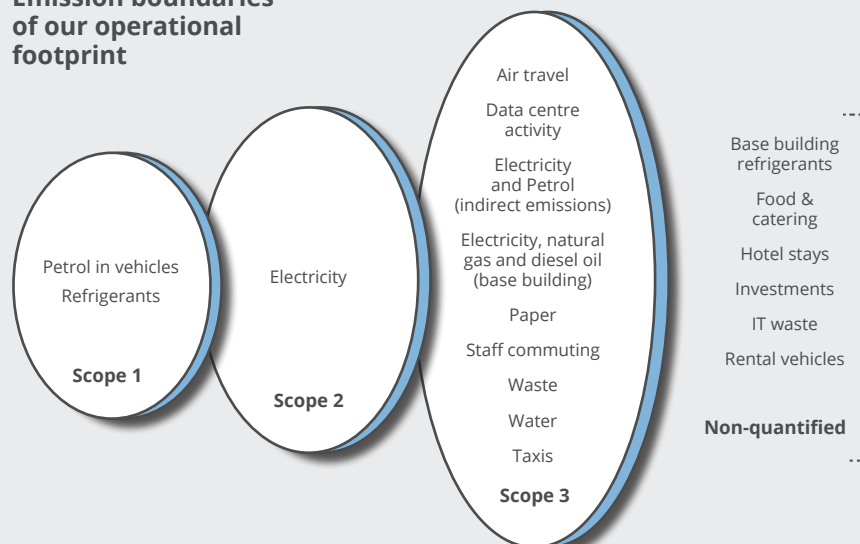 Emission boundaries
of our operational
footprint
Petrol in vehicles
Refrigerants
Scope 1
Electricity
Scope 2
Air travel
Data centre
activity
Electricity
and Petrol
(indirect emissions)
Electricity, natural
gas and diesel oil
(base building)
Paper
Staff commuting
Waste
Water
Taxis
Scope 3
Base building
refrigerants
Food &
catering
Hotel stays
Investments
IT waste
Rental vehicles
Non-quantified